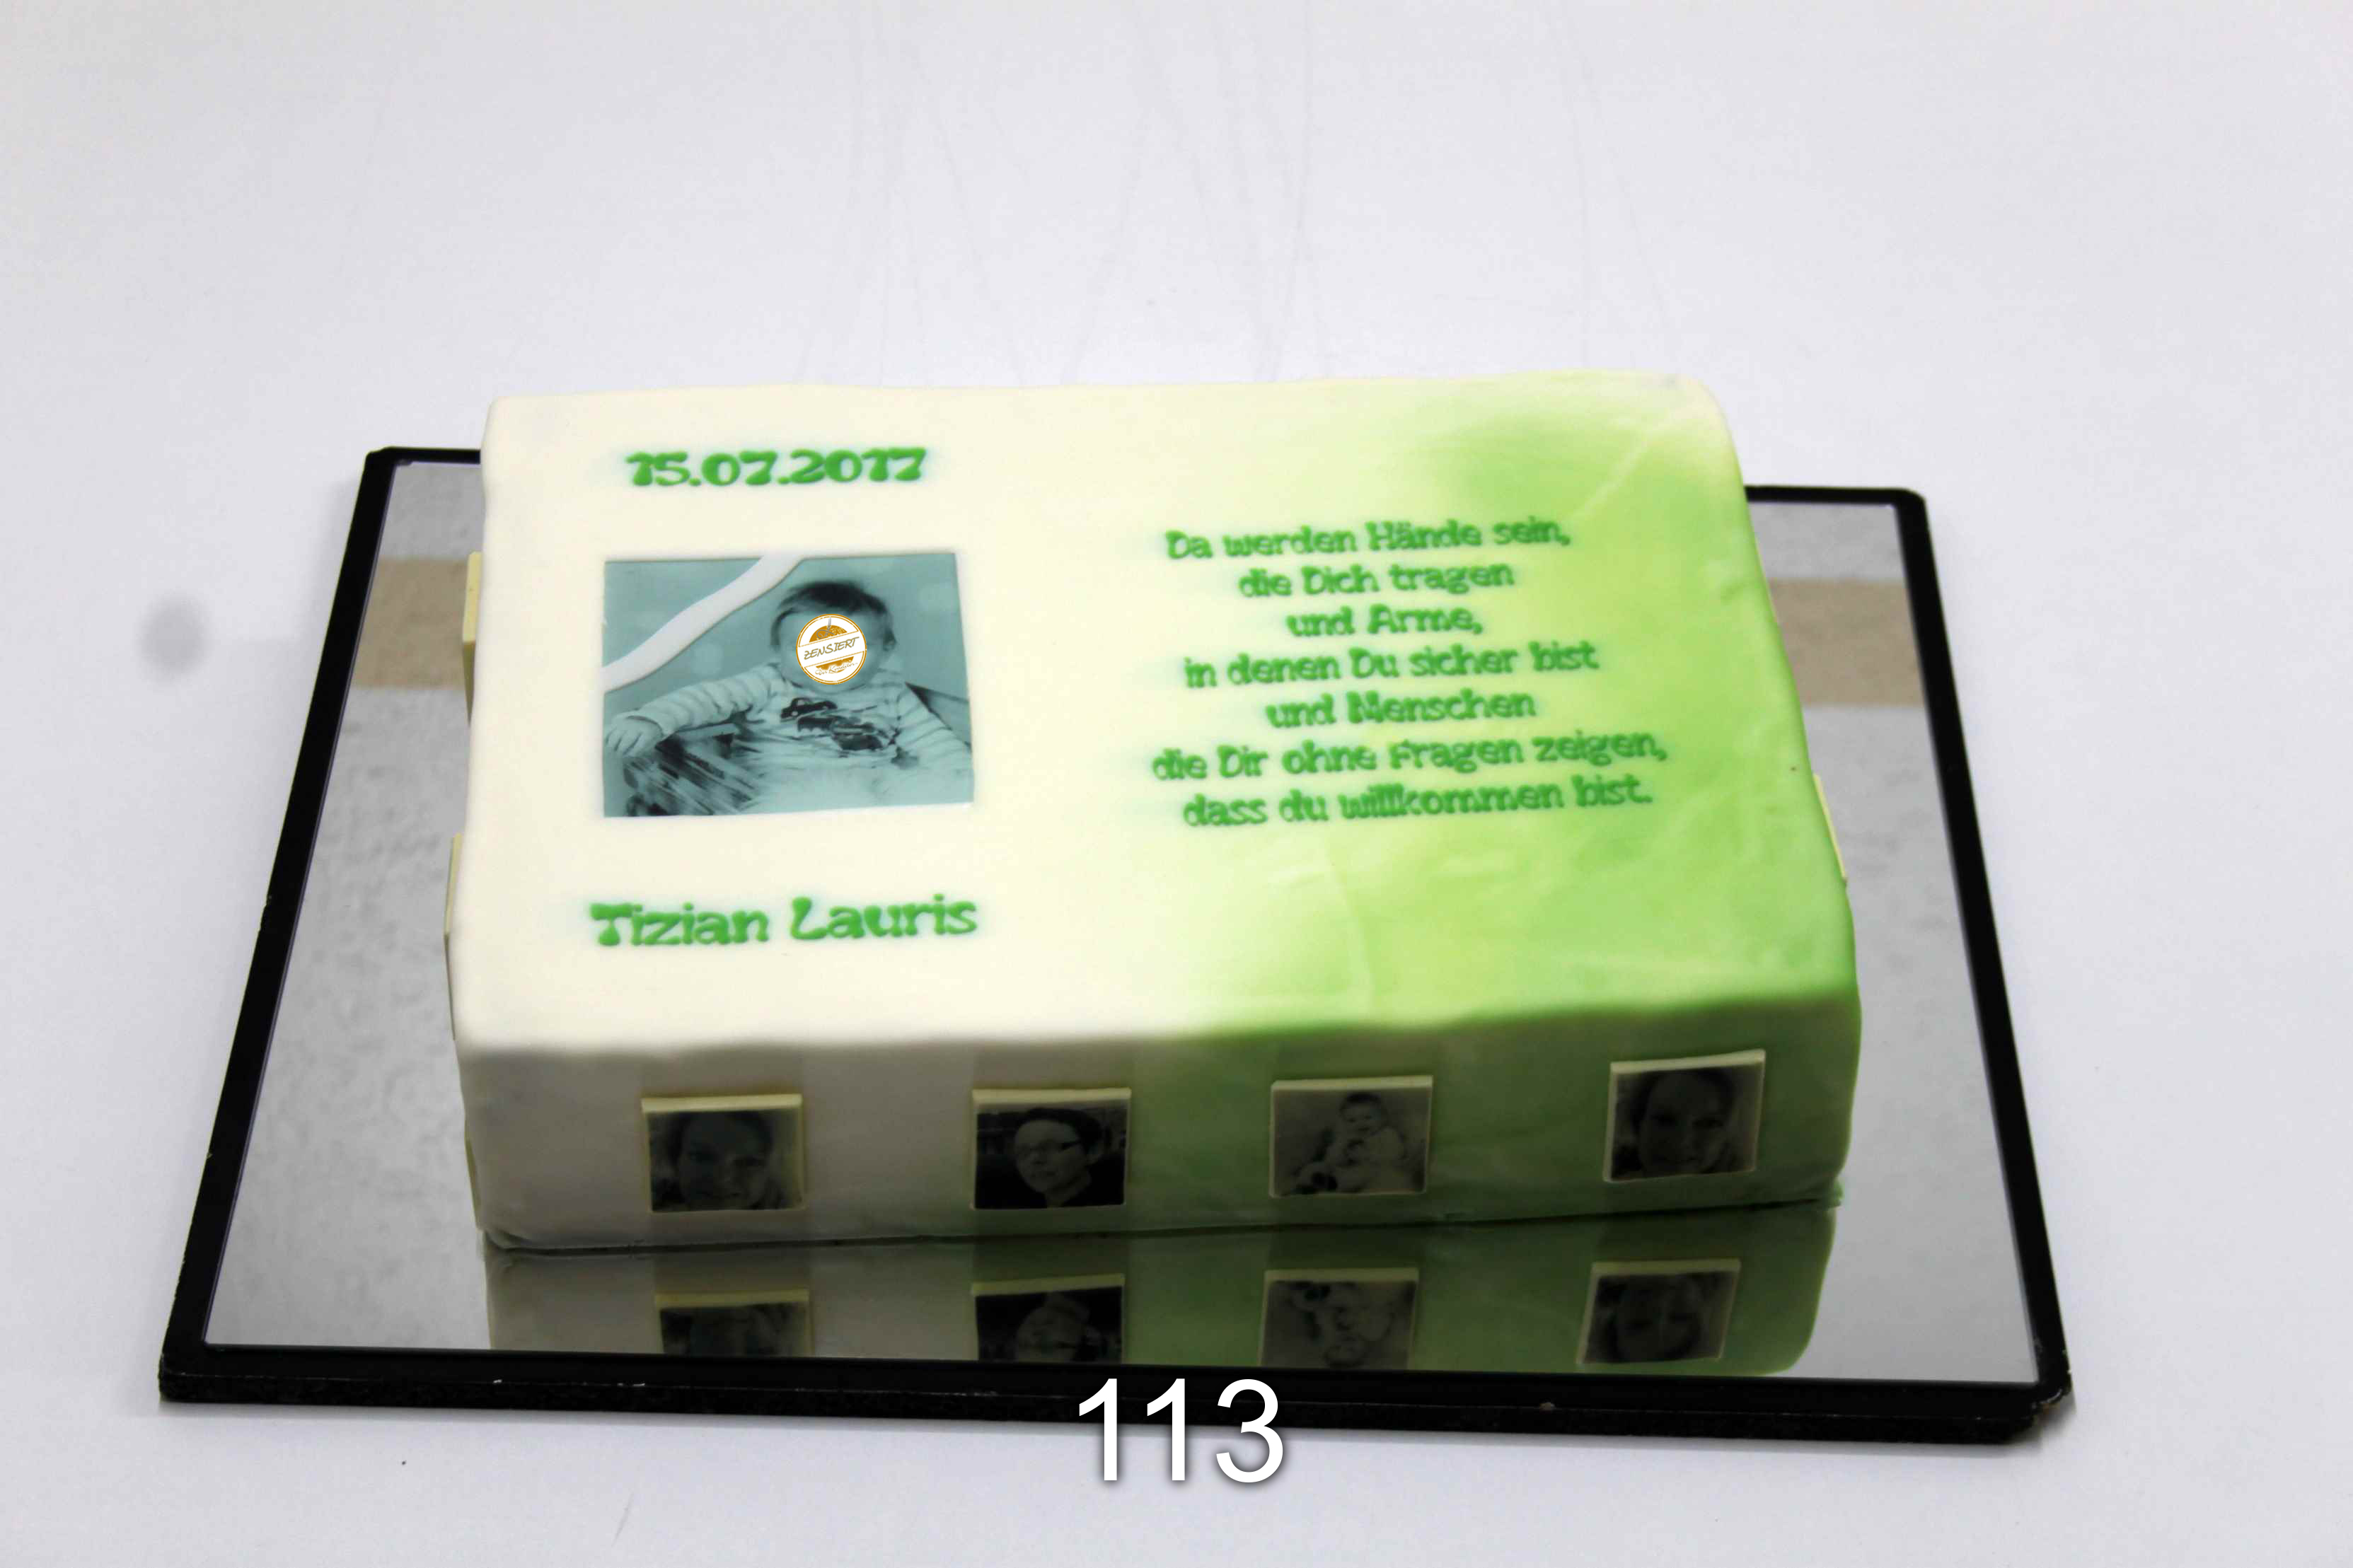 15.07.2017
ZENSIERT
Tizian Lauris
Da werden Hände sein,
die Dich tragen
und Arme,
in denen Du sicher bist
und Menschen
die Dir ohne Fragen zeigen,
dass du willkommen bist.
113